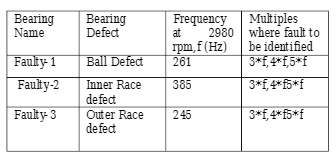 Bearing Name
Bearing Defect
Frequency at 2980 rpm,f (Hz)
Multiples where fault to be identified
Faulty- 1
Ball Defect
261
3*f,4*f,5*f
Faulty-2
Inner Race defect
385
3*f,4*f5*f
Faulty- 3
Outer Race defect
245
3*f,4*f5*f